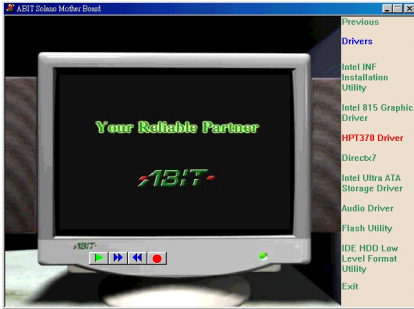 ABIT Solano Mother Board
Previous
Drivers
Intel INF
Installation
Utility
Intel 815 Graphic
Driver
HPT370 Driver
Directx7
Intel Ultra ATA
Storage Driver
Audio Driver
Flash Utility
IDE HDD Low
Level Format
Utility
Exit
Your Reliable Partner
ABIT
ABIT